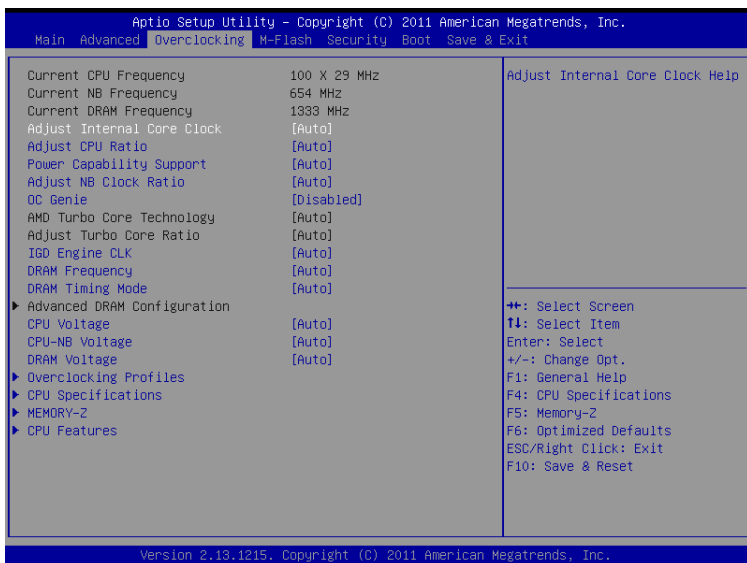 Aptio Setup Utility – Copyright (C) 2011 American Megatrends, Inc.
Main Advanced Overclocking M-Flash Security Boot Save & Exit
Current CPU Frequency 100 X 29 MHz
Current NB Frequency 654 MHz
Current DRAM Frequency 1333 MHz
Adjust Internal Core Clock [Auto]
Adjust CPU Ratio [Auto]
Power Capability Support [Auto]
Adjust NB Clock Ratio [Auto]
OC Genie [Disabled]
AMD Turbo Core Technology [Auto]
Adjust Turbo Core Ratio [Auto]
IGD Engine CLK [Auto]
DRAM Frequency [Auto]
DRAM Timing Mode [Auto]
Advanced DRAM Configuration
CPU Voltage [Auto]
CPU-NB Voltage [Auto]
DRAM Voltage [Auto]
Overclocking Profiles
CPU Specifications
MEMORY-Z
CPU Features
Adjust Internal Core Clock Help
→←: Select Screen
↑↓: Select Item
Enter: Select
+/-: Change Opt.
F1: General Help
F4: CPU Specifications
F5: Memory-Z
F6: Optimized Defaults
ESC/Right Click: Exit
F10: Save & Reset
Version 2.13.1215. Copyright (C) 2011 American Megatrends, Inc.